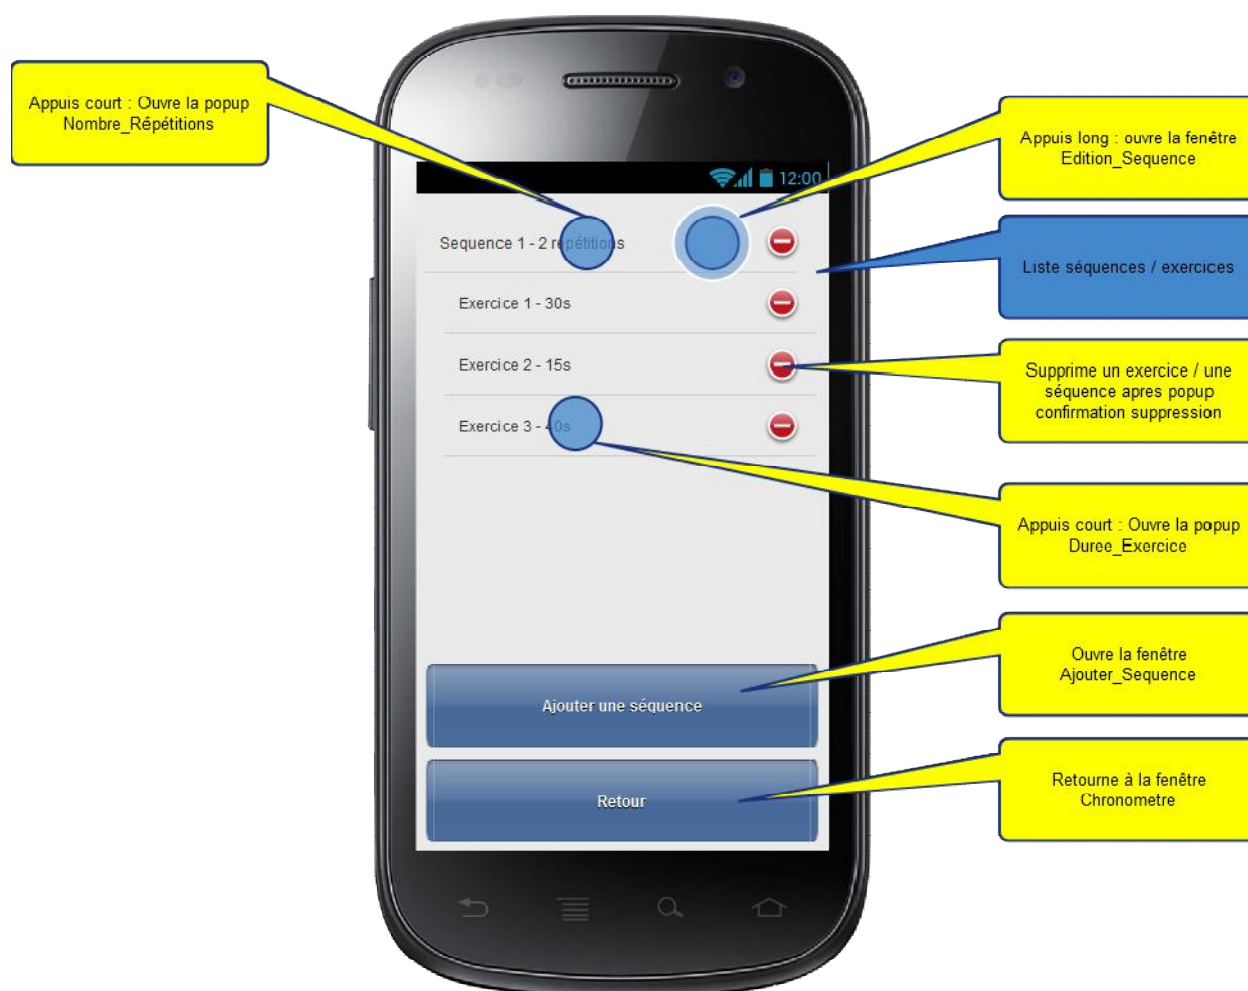 Appuis court : Ouvre la popup
Nombre_Répétitions
Appuis long : ouvre la fenêtre
Edition_Sequence
12:00
Sequence 1 - 2 répétitions
Liste séquences / exercices
Exercice 1 - 30s
Exercice 2 - 15s
Supprime un exercice / une
séquence apres popup
confirmation suppression
Exercice 3 - 40s
Appuis court : Ouvre la popup
Duree_Exercice
Ouvre la fenêtre
Ajouter_Sequence
Ajouter une séquence
Retourne à la fenêtre
Chronometre
Retour